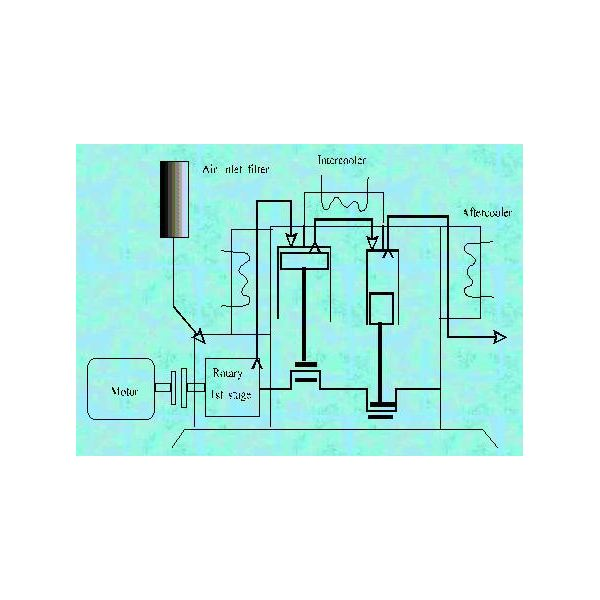 Intercooler
Air inlet filter
Aftercooler
Rotary
Motor
1st stage